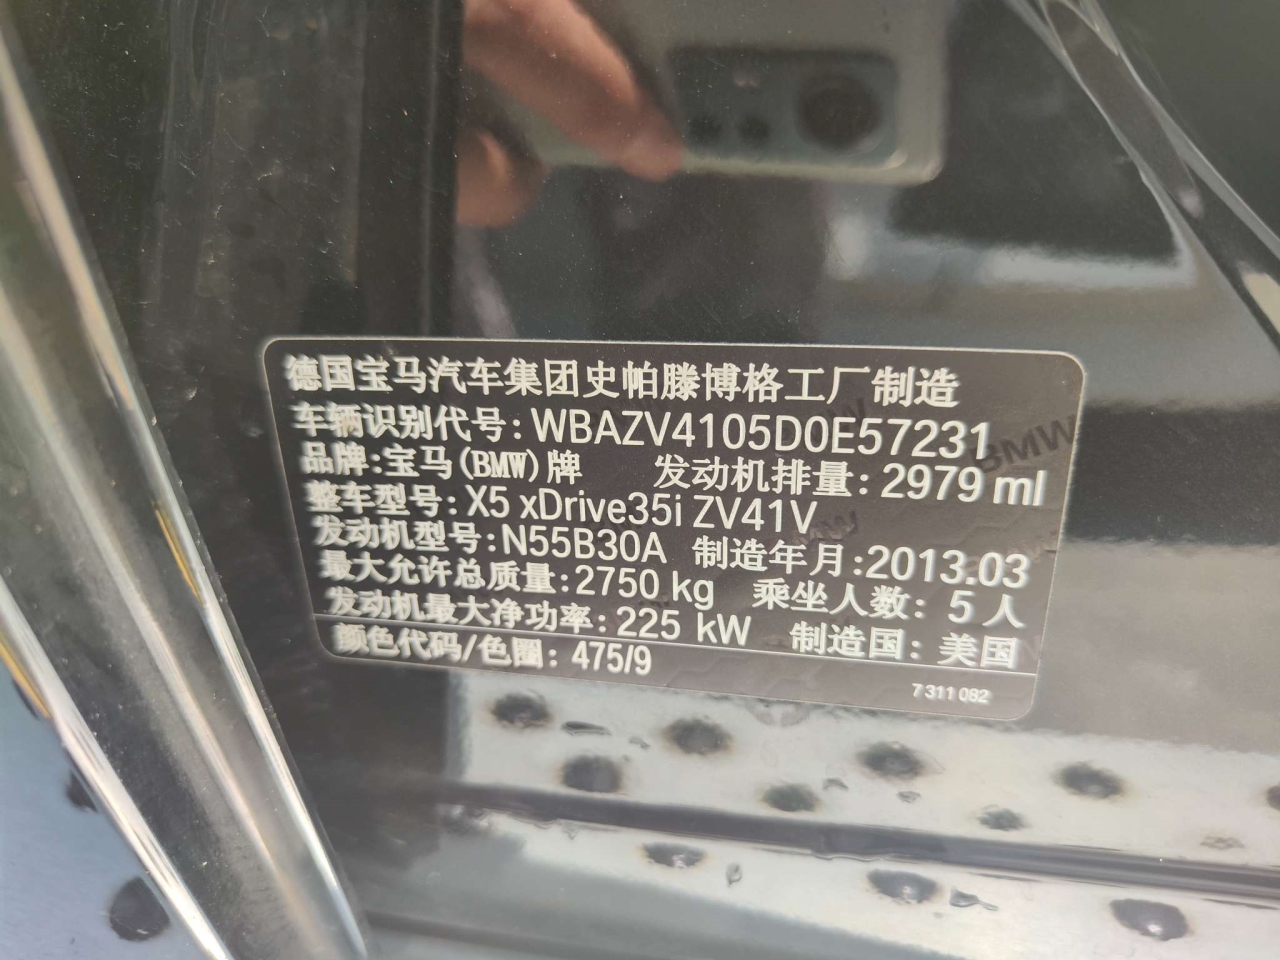 德国宝马汽车集团史帕滕博格工厂制造
车辆识别代号: WBAZV4105D0E57231
品牌: 宝马(BMW)牌 发动机排量: 2979 ml
整车型号: X5 xDrive35i ZV41V
发动机型号: N55B30A 制造年月: 2013.03
最大允许总质量: 2750 kg 乘坐人数: 5 人
发动机最大净功率: 225 kW 制造国: 美国
颜色代码/色圈: 475/9
7 311 082
BMW